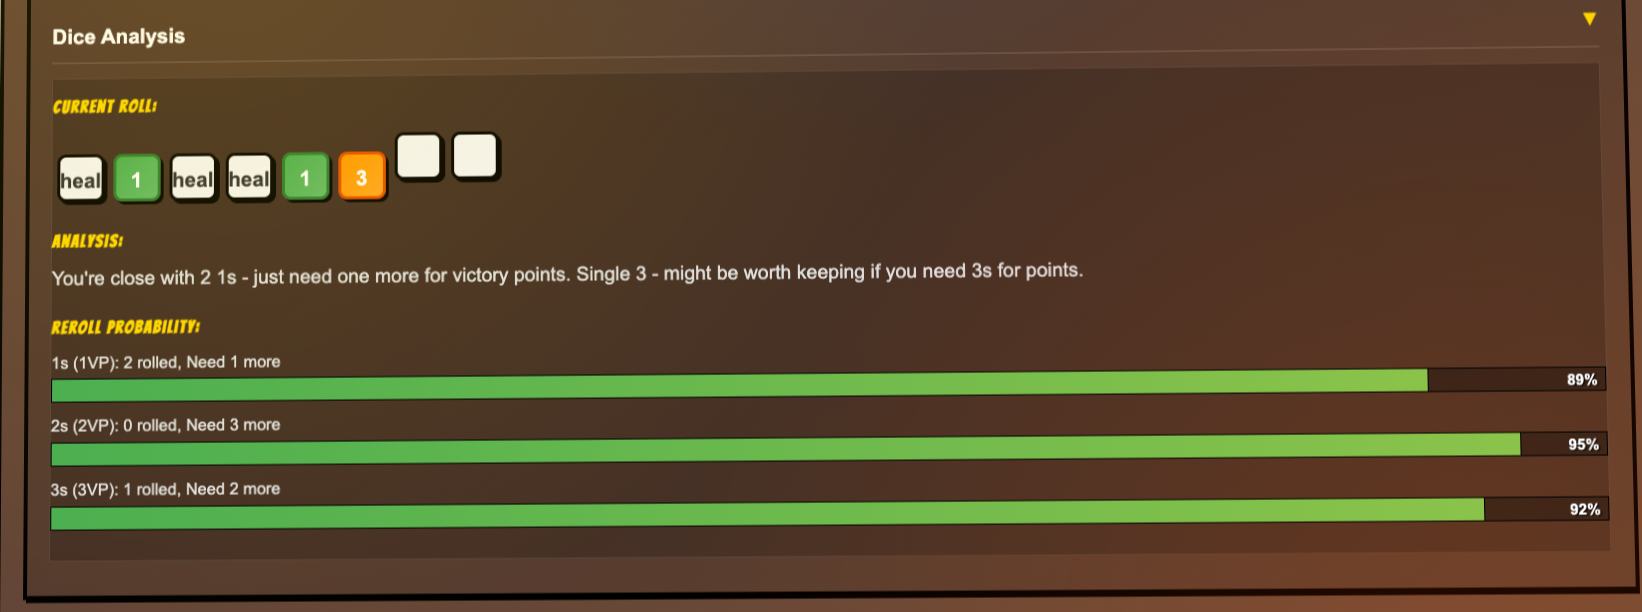 Dice Analysis
▼
CURRENT ROLL:
heal 1 heal heal 1 3
ANALYSIS:
You're close with 2 1s - just need one more for victory points. Single 3 - might be worth keeping if you need 3s for points.
REROLL PROBABILITY:
1s (1VP): 2 rolled, Need 1 more
89%
2s (2VP): 0 rolled, Need 3 more
95%
3s (3VP): 1 rolled, Need 2 more
92%